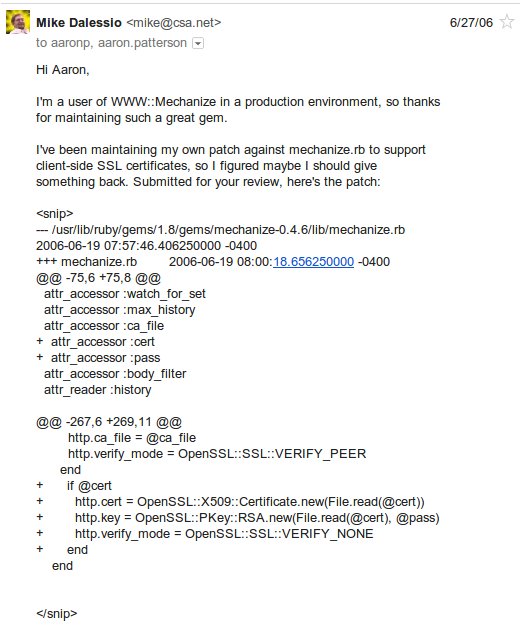 Mike Dalessio <mike@csa.net> 6/27/06
to aaronp, aaron.patterson
Hi Aaron,
I'm a user of WWW::Mechanize in a production environment, so thanks
for maintaining such a great gem.
I've been maintaining my own patch against mechanize.rb to support
client-side SSL certificates, so I figured maybe I should give
something back. Submitted for your review, here's the patch:
<snip>
--- /usr/lib/ruby/gems/1.8/gems/mechanize-0.4.6/lib/mechanize.rb
2006-06-19 07:57:46.406250000 -0400
+++ mechanize.rb 2006-06-19 08:00:18.656250000 -0400
@@ -75,6 +75,8 @@
attr_accessor :watch_for_set
attr_accessor :max_history
attr_accessor :ca_file
+ attr_accessor :cert
+ attr_accessor :pass
attr_accessor :body_filter
attr_reader :history
@@ -267,6 +269,11 @@
http.ca_file = @ca_file
http.verify_mode = OpenSSL::SSL::VERIFY_PEER
end
+ if @cert
+ http.cert = OpenSSL::X509::Certificate.new(File.read(@cert))
+ http.key = OpenSSL::PKey::RSA.new(File.read(@cert), @pass)
+ http.verify_mode = OpenSSL::SSL::VERIFY_NONE
+ end
end
</snip>